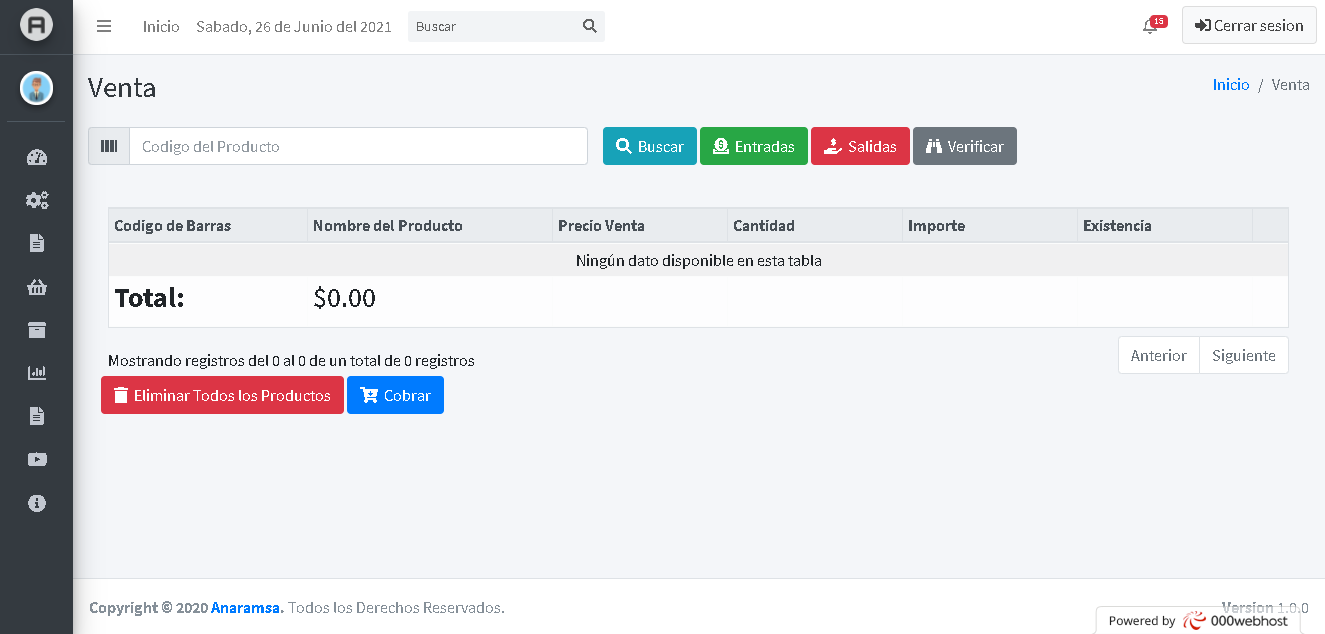 A
Inicio Sabado, 26 de Junio del 2021 Buscar 15 Cerrar sesion
Venta
Inicio / Venta
Codigo del Producto Buscar Entradas Salidas Verificar
Codigo de Barras Nombre del Producto Precio Venta Cantidad Importe Existencia
Ningún dato disponible en esta tabla
Total: $0.00
Mostrando registros del 0 al 0 de un total de 0 registros
Anterior Siguiente
Eliminar Todos los Productos Cobrar
Copyright © 2020 Anaramsa. Todos los Derechos Reservados.
Version 1.0.0
Powered by 000webhost